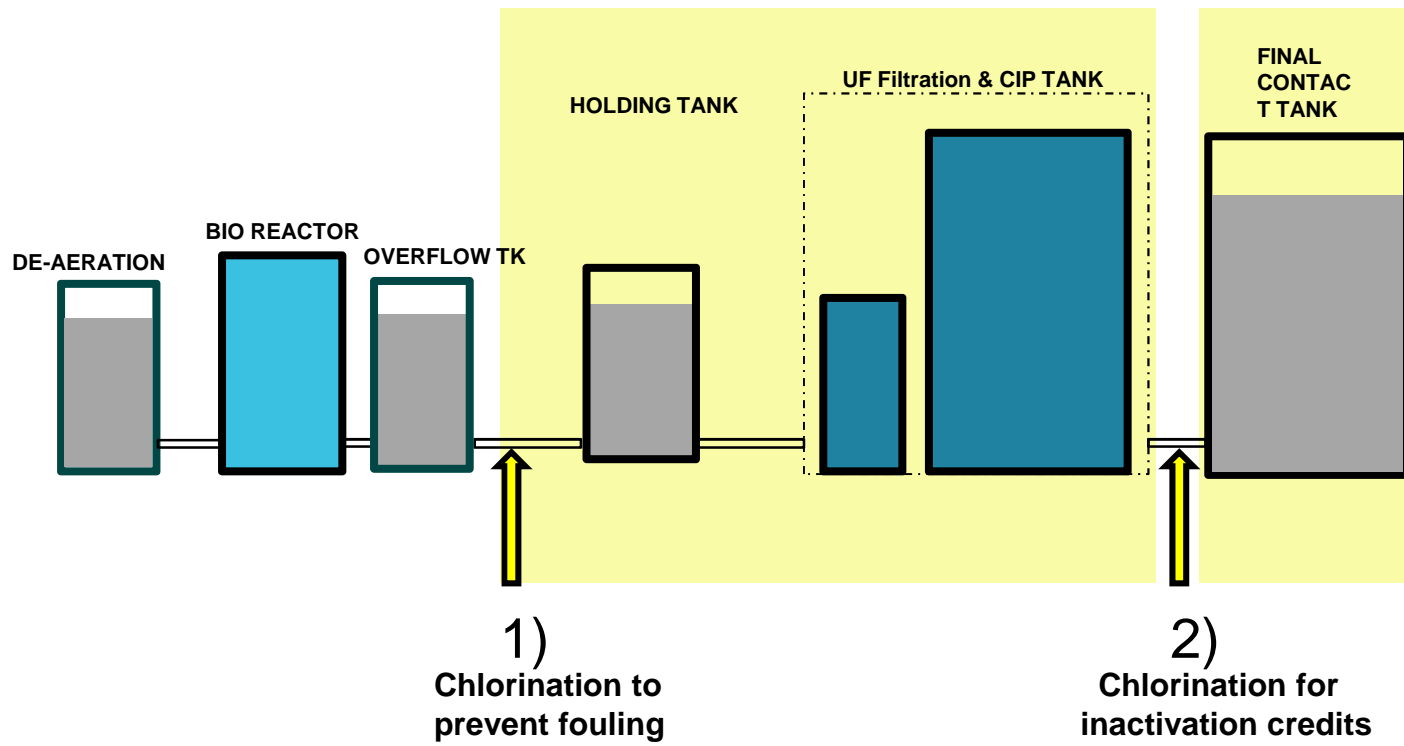 DE-AERATION
BIO REACTOR
OVERFLOW TK
HOLDING TANK
UF Filtration & CIP TANK
FINAL
CONTAC
T TANK
1)
Chlorination to
prevent fouling
2)
Chlorination for
inactivation credits